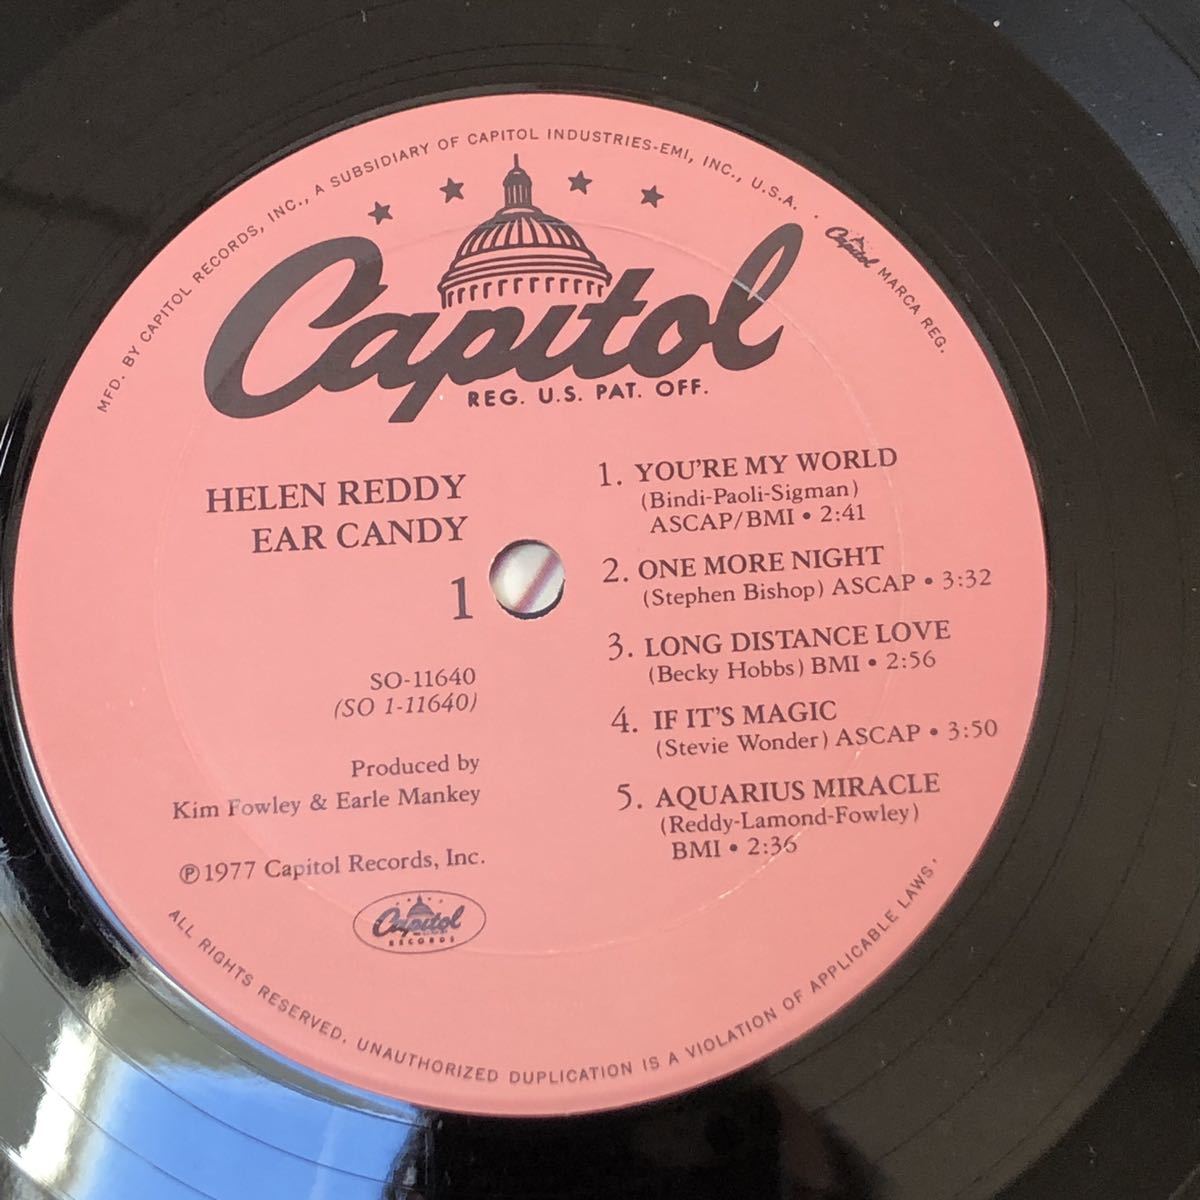 MFD. BY CAPITOL RECORDS, INC., A SUBSIDIARY OF CAPITOL INDUSTRIES-EMI, INC., U.S.A. • Capitol MARCA REG.
Capitol
REG. U.S. PAT. OFF.
HELEN REDDY
EAR CANDY
1
SO-11640
(SO 1-11640)
Produced by
Kim Fowley & Earle Mankey
℗1977 Capitol Records, Inc.
Capitol
RECORDS
1. YOU'RE MY WORLD
(Bindi-Paoli-Sigman)
ASCAP/BMI • 2:41
2. ONE MORE NIGHT
(Stephen Bishop) ASCAP • 3:32
3. LONG DISTANCE LOVE
(Becky Hobbs) BMI • 2:56
4. IF IT'S MAGIC
(Stevie Wonder) ASCAP • 3:50
5. AQUARIUS MIRACLE
(Reddy-Lamond-Fowley)
BMI • 2:36
ALL RIGHTS RESERVED. UNAUTHORIZED DUPLICATION IS A VIOLATION OF APPLICABLE LAWS.